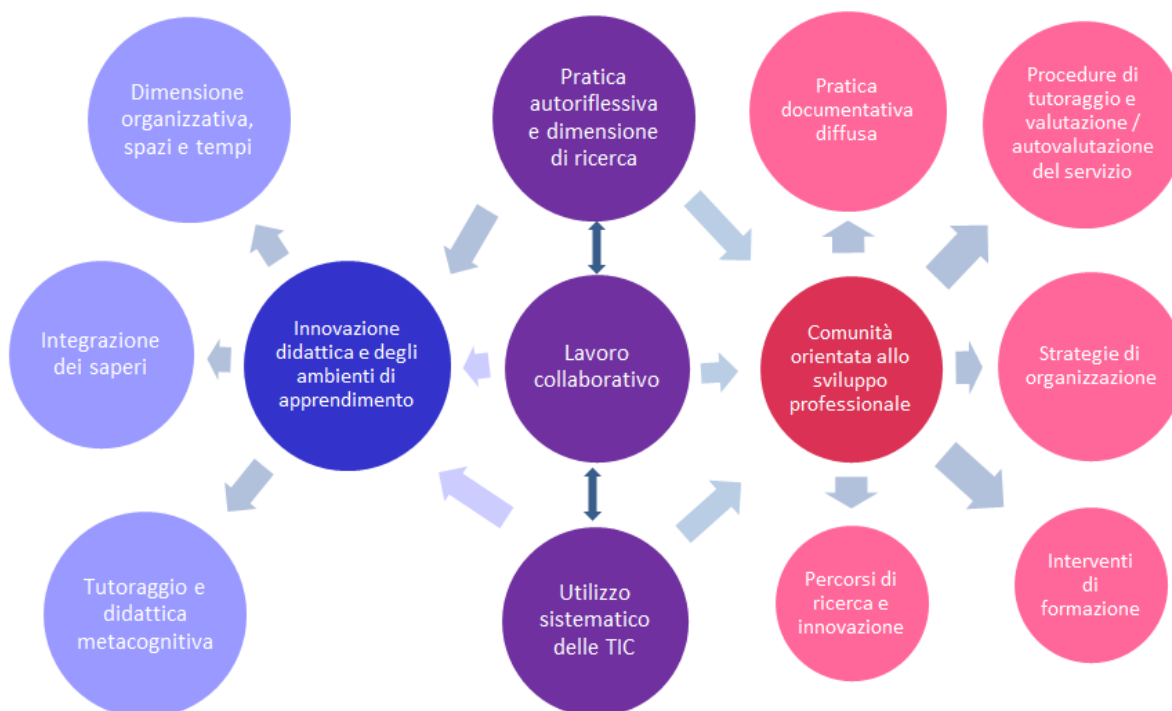 Dimensione
organizzativa,
spazi e tempi
Pratica
autoriflessiva
e dimensione
di ricerca
Pratica
documentativa
diffusa
Procedure di
tutoraggio e
valutazione /
autovalutazione
del servizio
Integrazione
dei saperi
Innovazione
didattica e degli
ambienti di
apprendimento
Lavoro
collaborativo
Comunità
orientata allo
sviluppo
professionale
Strategie di
organizzazione
Tutoraggio e
didattica
metacognitiva
Utilizzo
sistematico
delle TIC
Percorsi di
ricerca e
innovazione
Interventi
di
formazione